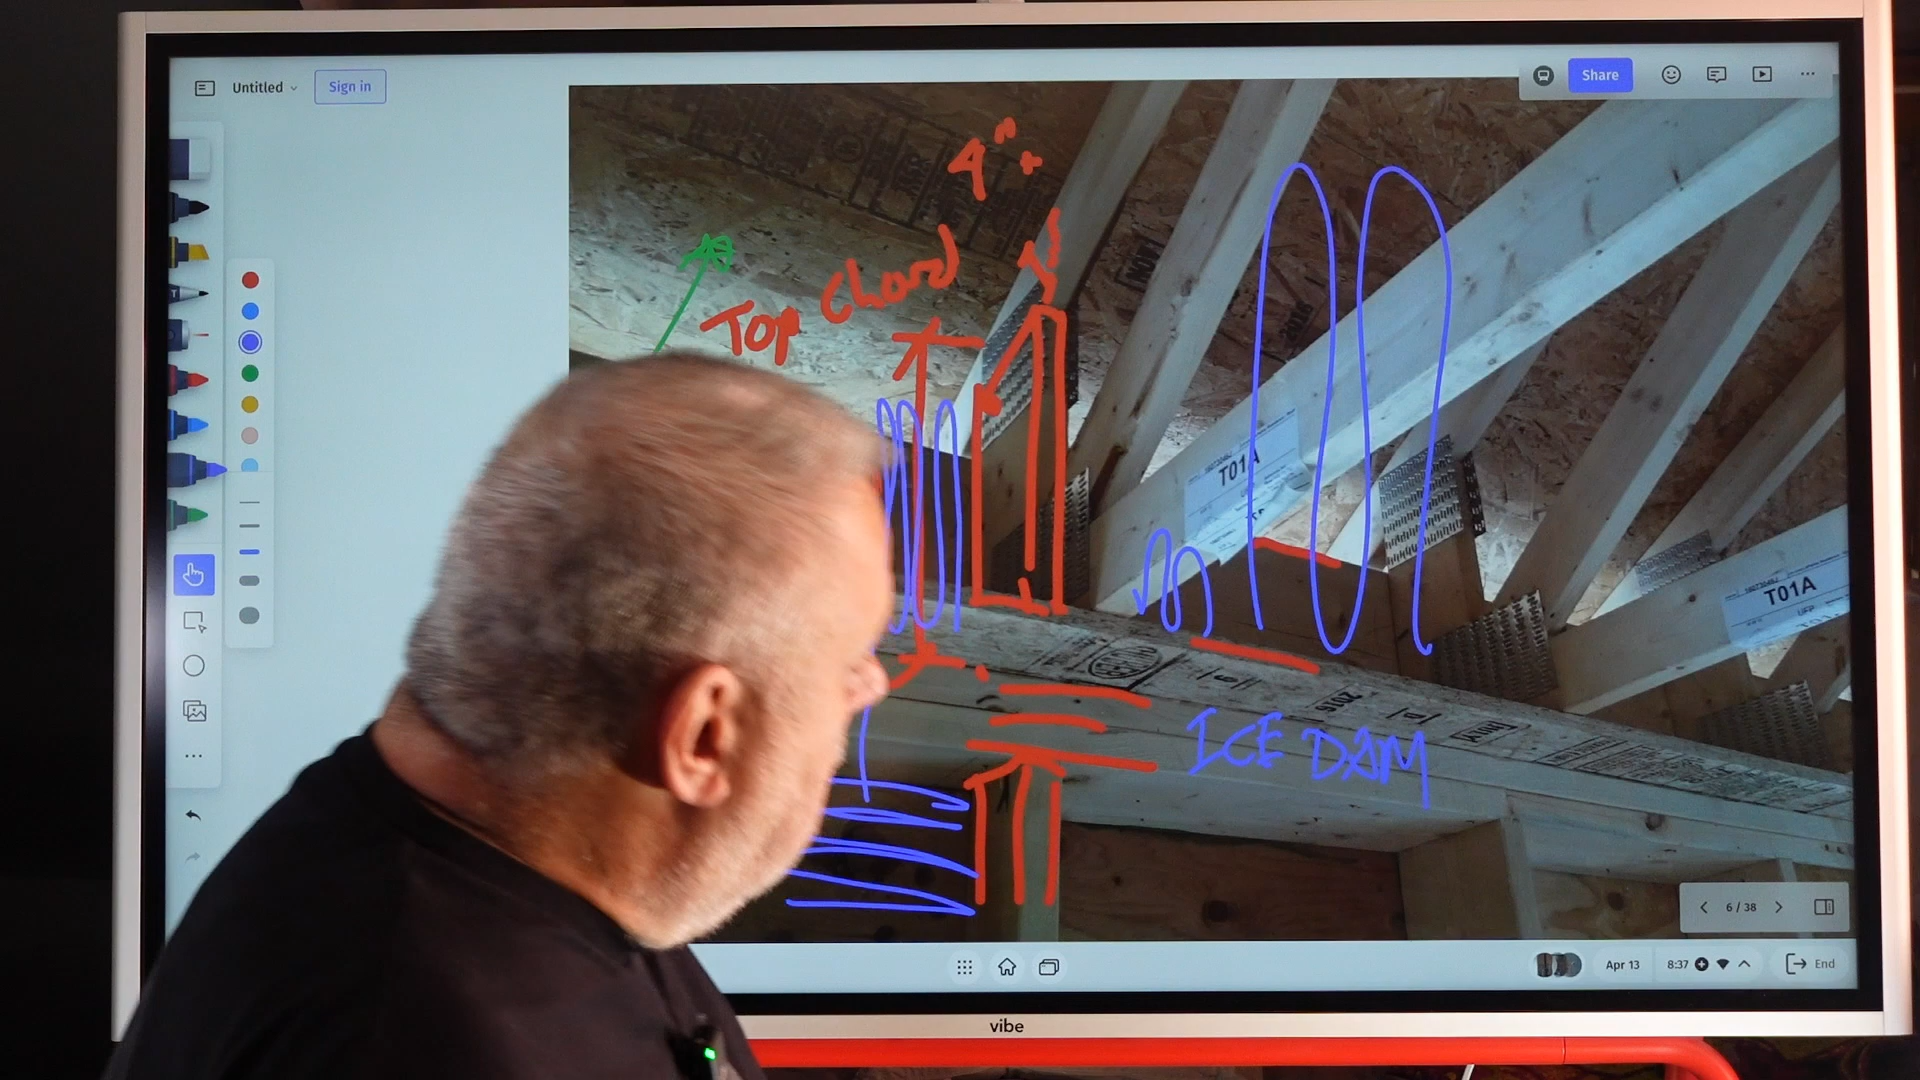 Untitled
Sign in
Share
4"+
Top Chord
T01A
T01A
2016
ICE DAM
6 / 38
Apr 13
8:37
End
vibe